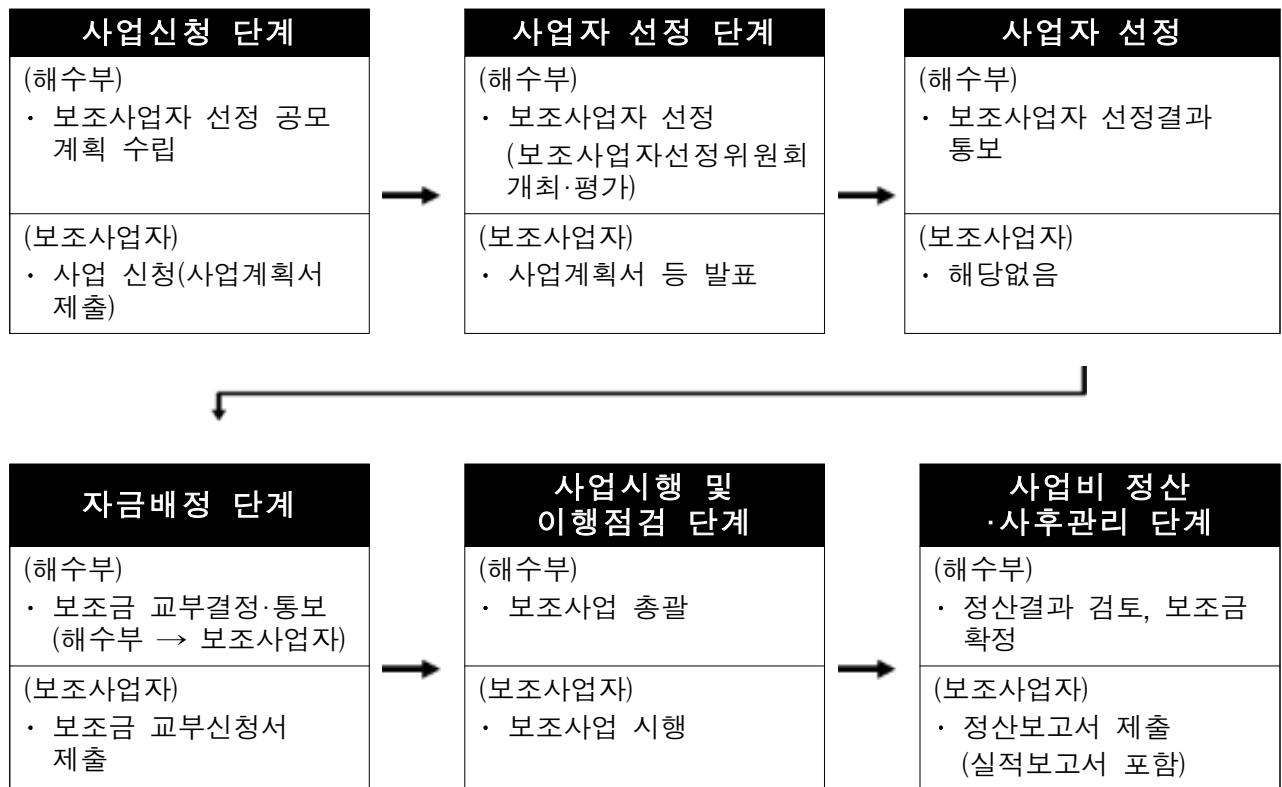 사업신청 단계
(해수부)
· 보조사업자 선정 공모
계획 수립
(보조사업자)
· 사업 신청(사업계획서
제출)
사업자 선정 단계
(해수부)
· 보조사업자 선정
(보조사업자선정위원회
개최·평가)
(보조사업자)
· 사업계획서 등 발표
사업자 선정
(해수부)
· 보조사업자 선정결과
통보
(보조사업자)
· 해당없음
자금배정 단계
(해수부)
· 보조금 교부결정·통보
(해수부 → 보조사업자)
(보조사업자)
· 보조금 교부신청서
제출
사업시행 및
이행점검 단계
(해수부)
· 보조사업 총괄
(보조사업자)
· 보조사업 시행
사업비 정산
·사후관리 단계
(해수부)
· 정산결과 검토, 보조금
확정
(보조사업자)
· 정산보고서 제출
(실적보고서 포함)